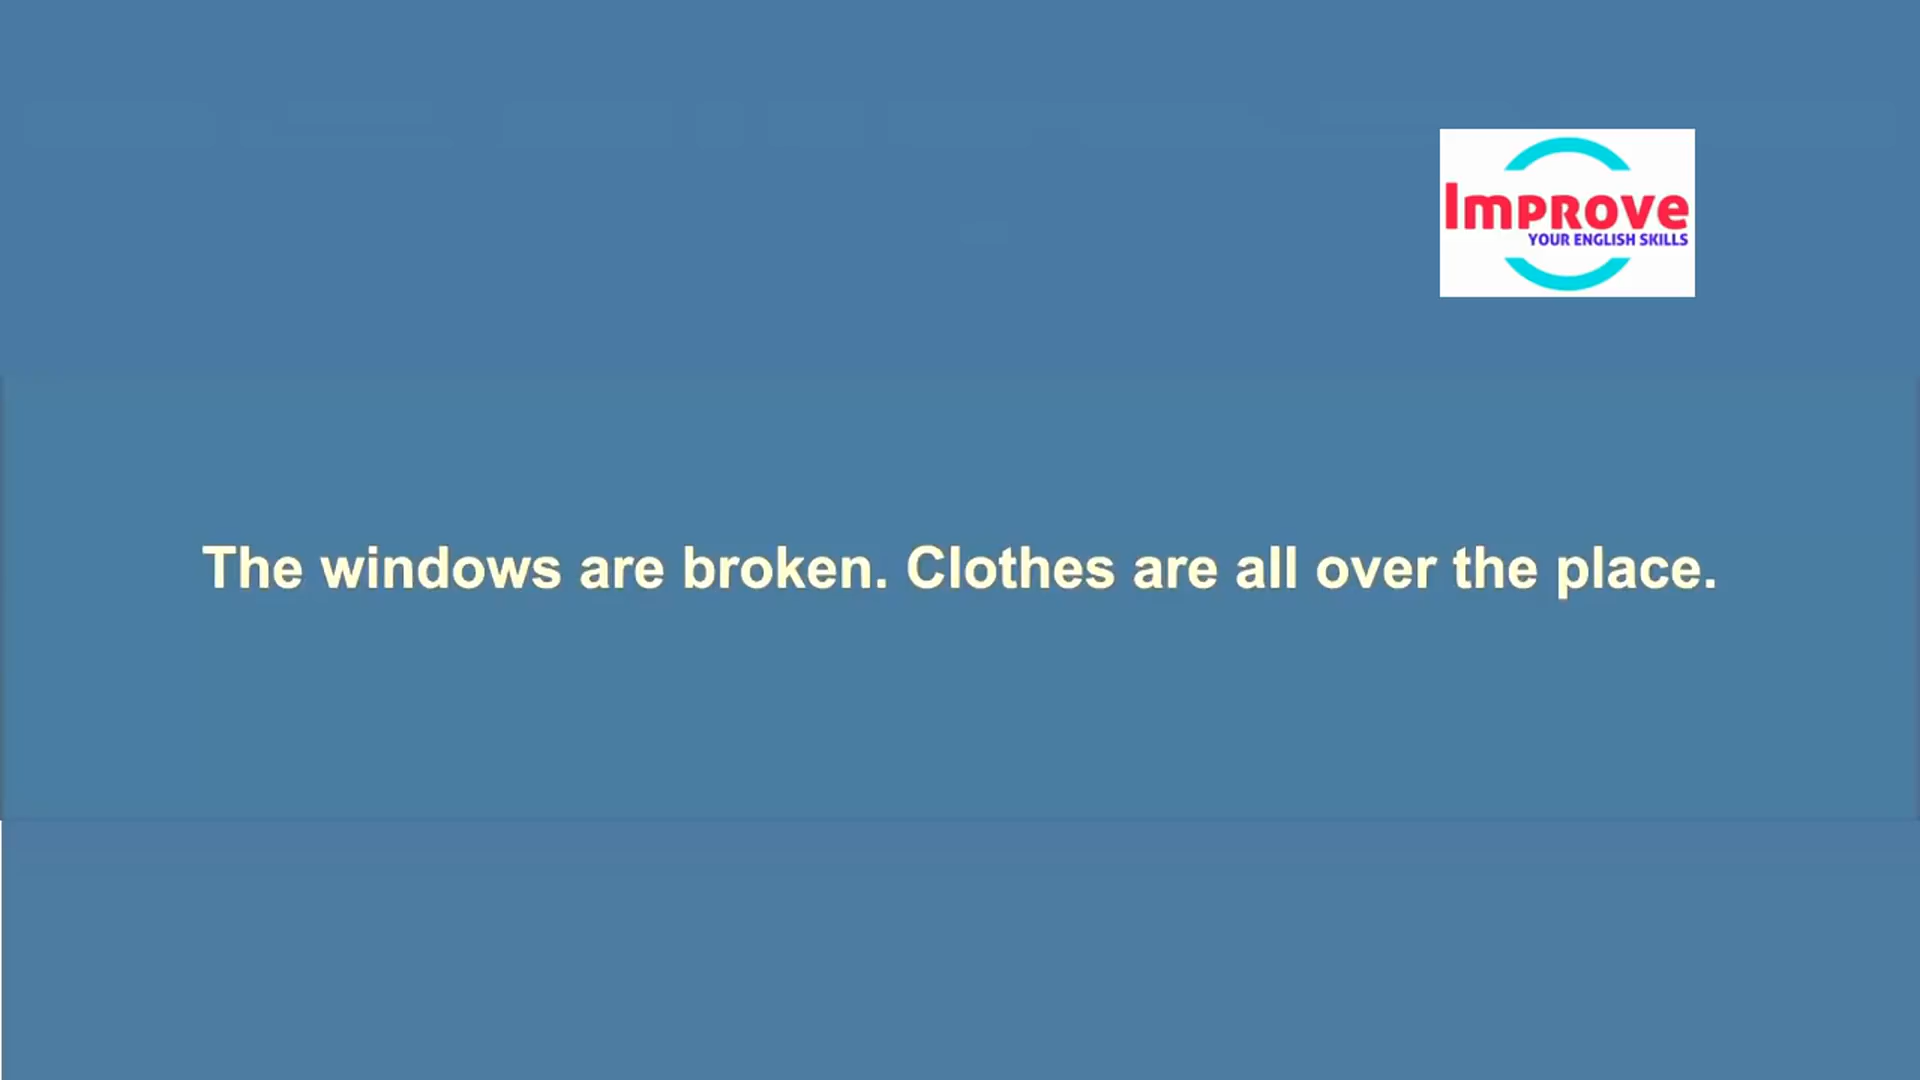 Improve
YOUR ENGLISH SKILLS
The windows are broken. Clothes are all over the place.